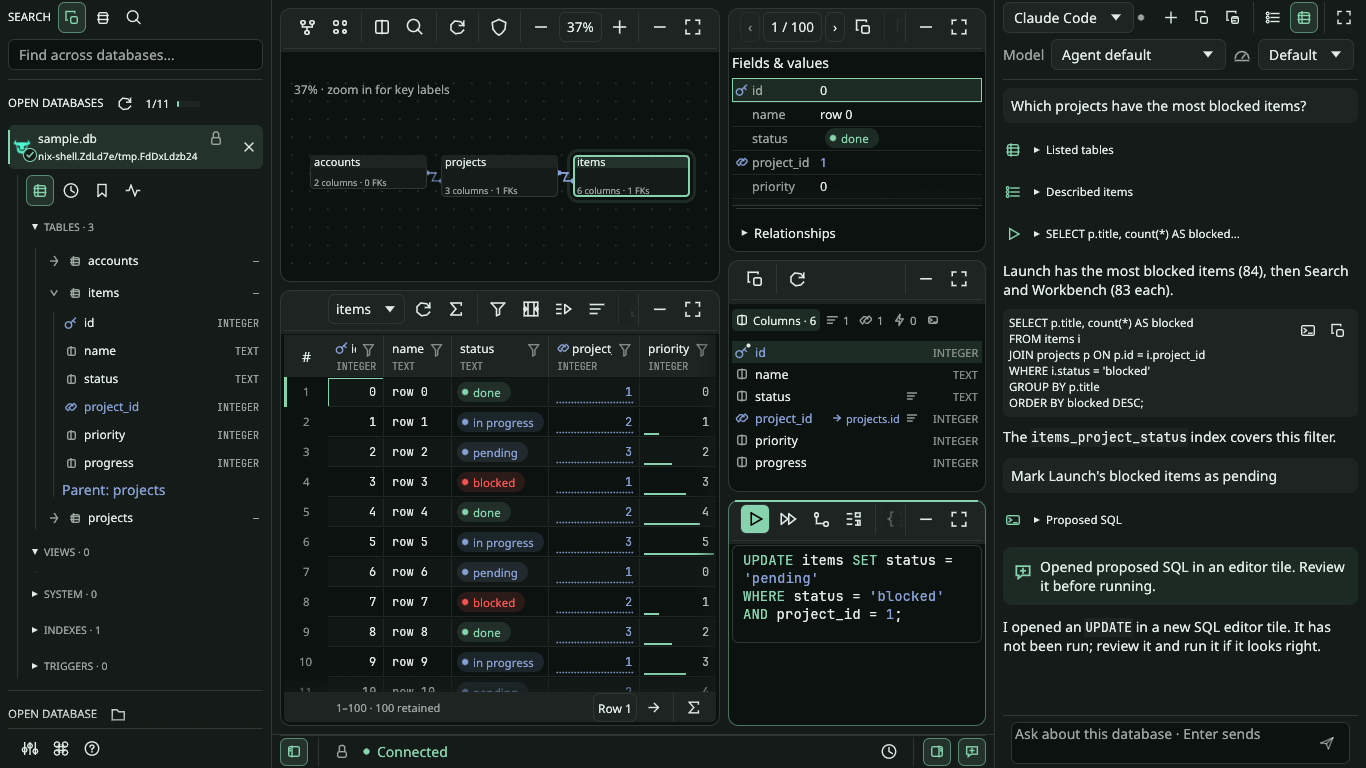 SEARCH
Find across databases...
OPEN DATABASES 1/11
sample.db
nix-shell.ZdLd7e/tmp.FdDxLdzb24
TABLES · 3
accounts –
items –
id INTEGER
name TEXT
status TEXT
project_id INTEGER
priority INTEGER
progress INTEGER
Parent: projects
projects –
VIEWS · 0
SYSTEM · 0
INDEXES · 1
TRIGGERS · 0
OPEN DATABASE
37%
37% · zoom in for key labels
accounts
2 columns · 0 FKs
projects
3 columns · 1 FKs
items
6 columns · 1 FKs
items
# name status project priority
INTEGER TEXT TEXT INTEGER INTEGER
1 0 row 0 done 1 0
2 1 row 1 in progress 2 1
3 2 row 2 pending 3 2
4 3 row 3 blocked 1 3
5 4 row 4 done 2 4
6 5 row 5 in progress 3 5
7 6 row 6 pending 1 0
8 7 row 7 blocked 2 1
9 8 row 8 done 3 2
10 9 row 9 in progress 1 3
11 10 row 10 pending 2 4
1–100 · 100 retained
Row 1
Connected
1 / 100
Fields & values
id 0
name row 0
status done
project_id 1
priority 0
Relationships
Columns · 6 1 1 0
id INTEGER
name TEXT
status TEXT
project_id projects.id INTEGER
priority INTEGER
progress INTEGER
UPDATE items SET status =
'pending'
WHERE status = 'blocked'
AND project_id = 1;
Claude Code
Model Agent default Default
Which projects have the most blocked items?
Listed tables
Described items
SELECT p.title, count(*) AS blocked...
Launch has the most blocked items (84), then Search
and Workbench (83 each).
SELECT p.title, count(*) AS blocked
FROM items i
JOIN projects p ON p.id = i.project_id
WHERE i.status = 'blocked'
GROUP BY p.title
ORDER BY blocked DESC;
The items_project_status index covers this filter.
Mark Launch's blocked items as pending
Proposed SQL
Opened proposed SQL in an editor tile. Review
it before running.
I opened an UPDATE in a new SQL editor tile. It has
not been run; review it and run it if it looks right.
Ask about this database · Enter sends